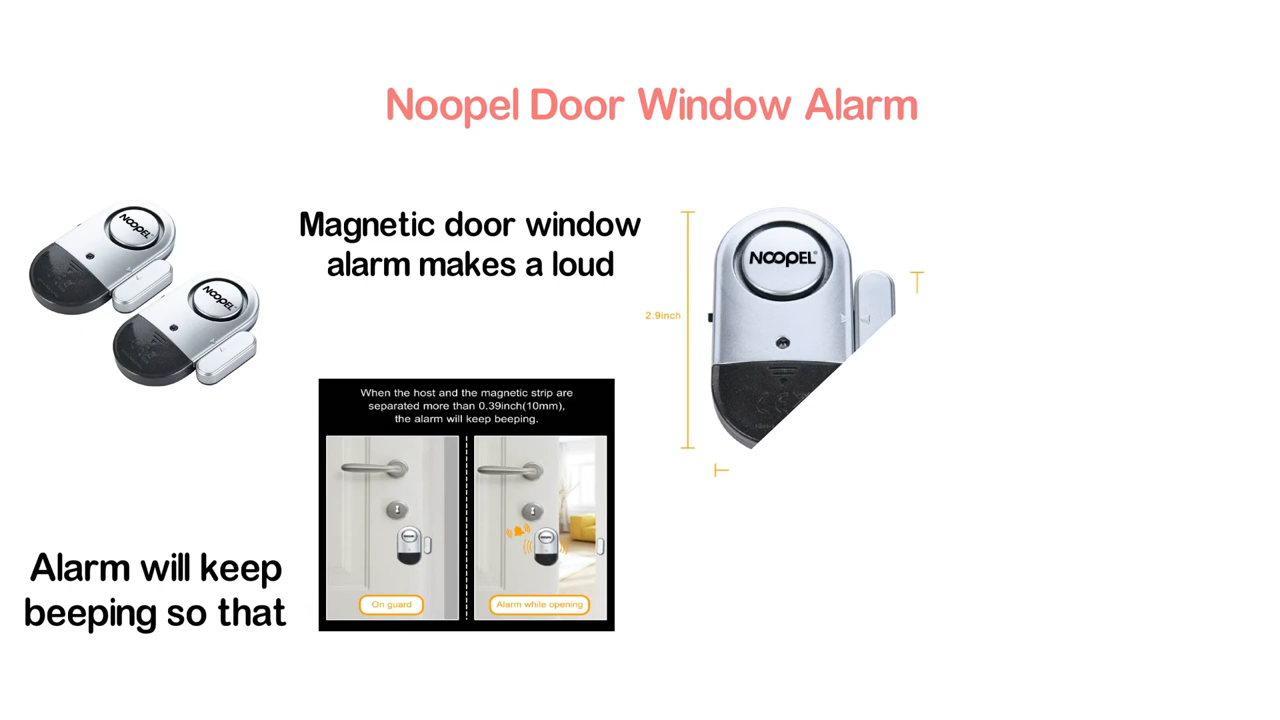 Noopel Door Window Alarm
NOOPEL
NOOPEL
Magnetic door window
alarm makes a loud
NOOPEL®
2.9inch
When the host and the magnetic strip are
separated more than 0.39inch(10mm),
the alarm will keep beeping.
On guard
Alarm while opening
Alarm will keep
beeping so that